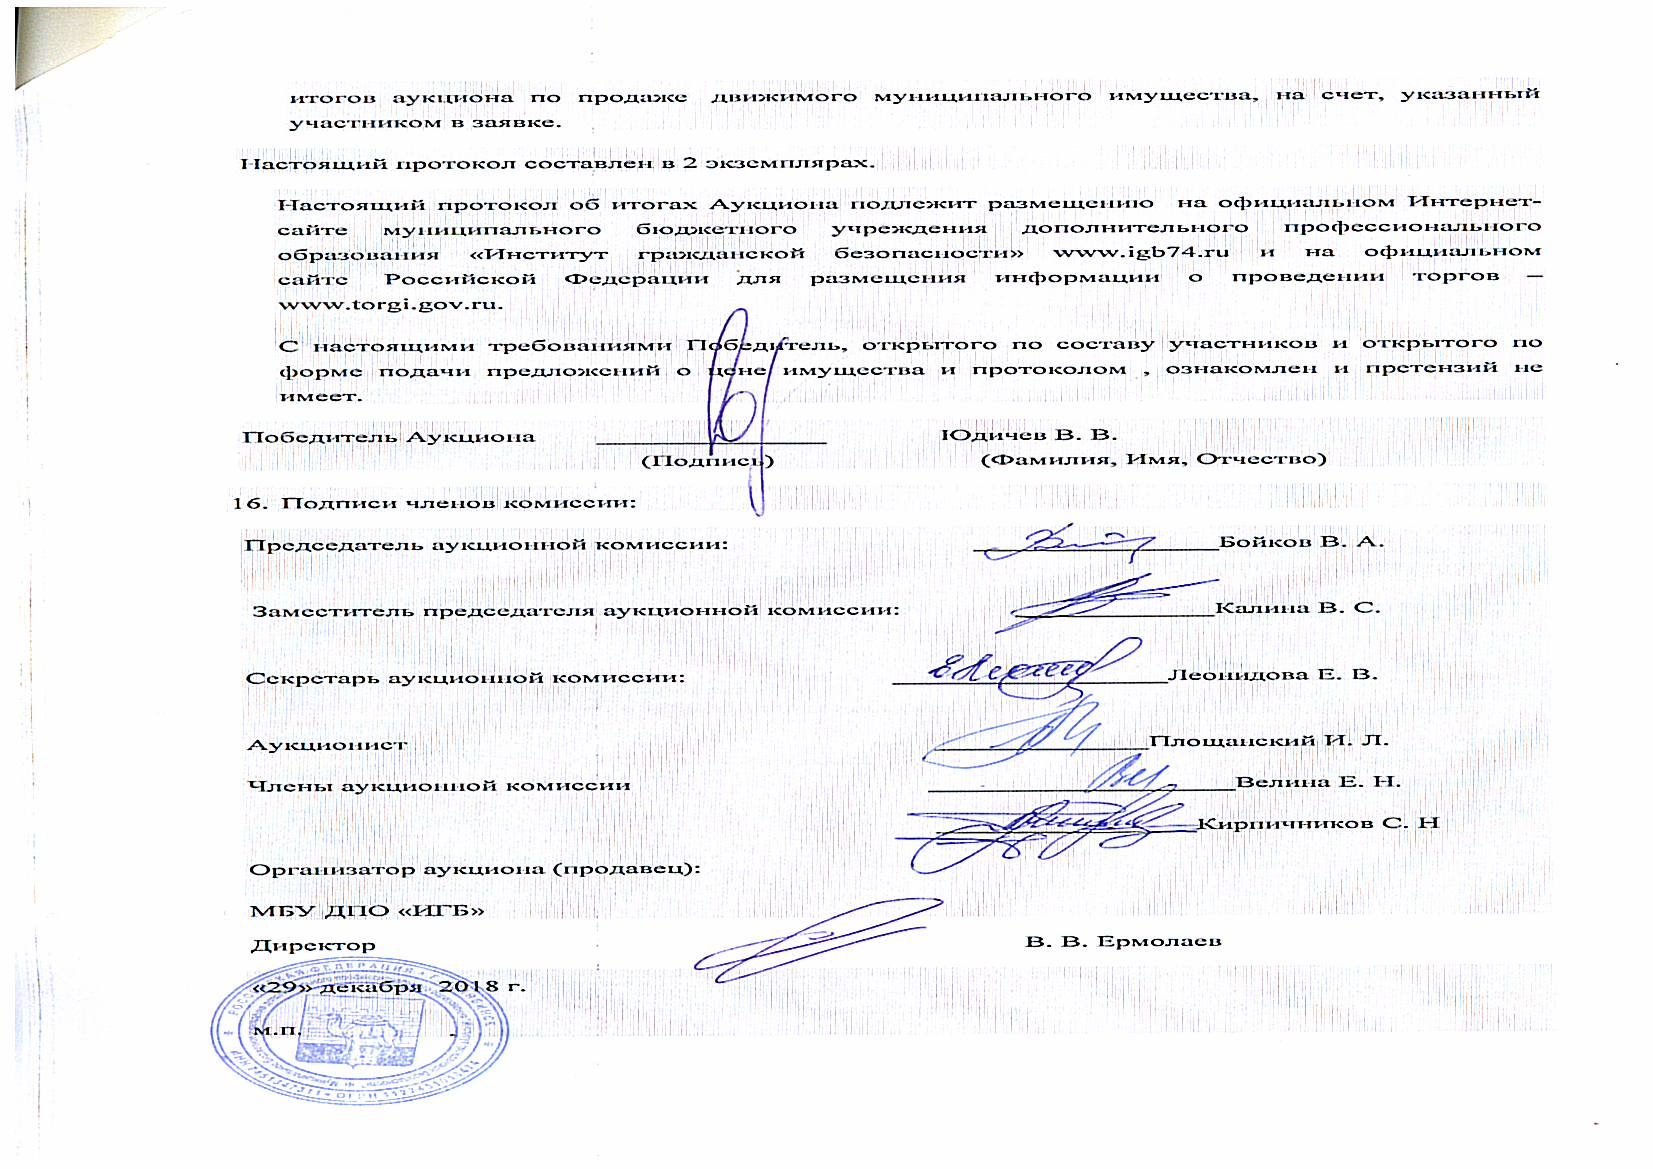 итогов аукциона по продаже движимого муниципального имущества, на счет, указанный
участником в заявке.
Настоящий протокол составлен в 2 экземплярах.
Настоящий протокол об итогах Аукциона подлежит размещению на официальном Интернет-
сайте муниципального бюджетного учреждения дополнительного профессионального
образования «Институт гражданской безопасности» www.igb74.ru и на официальном
сайте Российской Федерации для размещения информации о проведении торгов –
www.torgi.gov.ru.
С настоящими требованиями Победитель, открытого по составу участников и открытого по
форме подачи предложений о цене имущества и протоколом , ознакомлен и претензий не
имеет.
Победитель Аукциона Юдичев В. В.
(Подпись) (Фамилия, Имя, Отчество)
16. Подписи членов комиссии:
Председатель аукционной комиссии: Бойков В. А.
Заместитель председателя аукционной комиссии: Калина В. С.
Секретарь аукционной комиссии: Леонидова Е. В.
Аукционист Площанский И. Л.
Члены аукционной комиссии Велина Е. Н.
Кирпичников С. Н
Организатор аукциона (продавец):
МБУ ДПО «ИГБ»
Директор В. В. Ермолаев
«29» декабря 2018 г.
м.п.